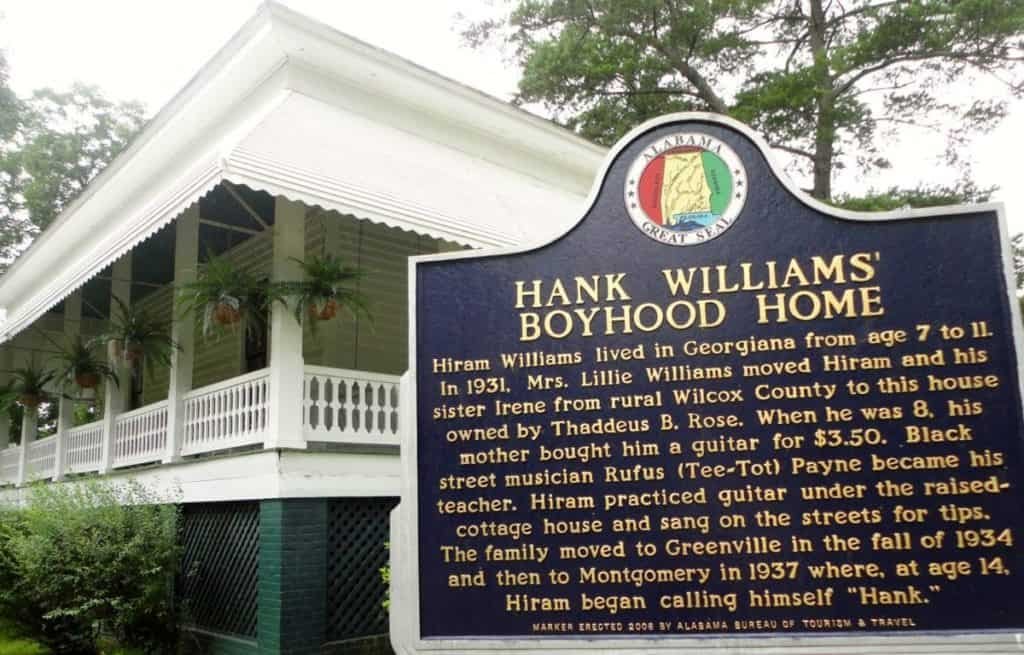 ALABAMA
GREAT SEAL
HANK WILLIAMS'
BOYHOOD HOME
Hiram Williams lived in Georgiana from age 7 to 11.
In 1931, Mrs. Lillie Williams moved Hiram and his
sister Irene from rural Wilcox County to this house
owned by Thaddeus B. Rose. When he was 8, his
mother bought him a guitar for $3.50. Black
street musician Rufus (Tee-Tot) Payne became his
teacher. Hiram practiced guitar under the raised-
cottage house and sang on the streets for tips.
The family moved to Greenville in the fall of 1934
and then to Montgomery in 1937 where, at age 14,
Hiram began calling himself "Hank."
MARKER ERECTED 2006 BY ALABAMA BUREAU OF TOURISM & TRAVEL